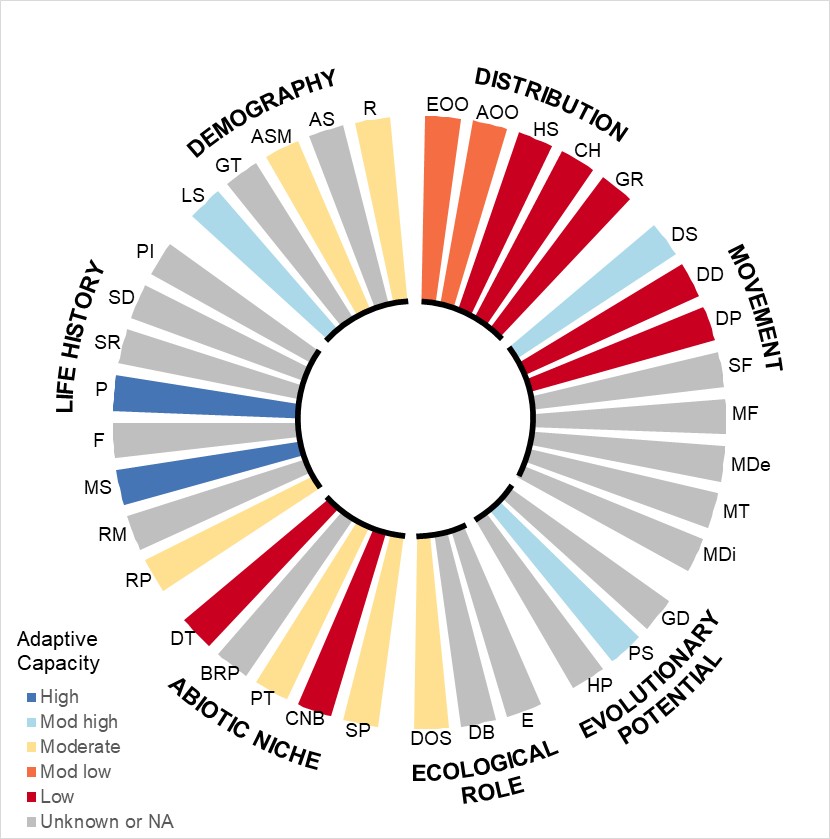 DISTRIBUTION
EOO
AOO
HS
CH
GR
MOVEMENT
DS
DD
DP
SF
MF
MDe
MT
MDi
EVOLUTIONARY
POTENTIAL
GD
PS
HP
ECOLOGICAL
ROLE
E
DB
DOS
ABIOTIC NICHE
SP
CNB
PT
BRP
DT
LIFE HISTORY
RP
RM
MS
F
P
SR
SD
PI
DEMOGRAPHY
LS
GT
ASM
AS
R
Adaptive
Capacity
High
Mod high
Moderate
Mod low
Low
Unknown or NA